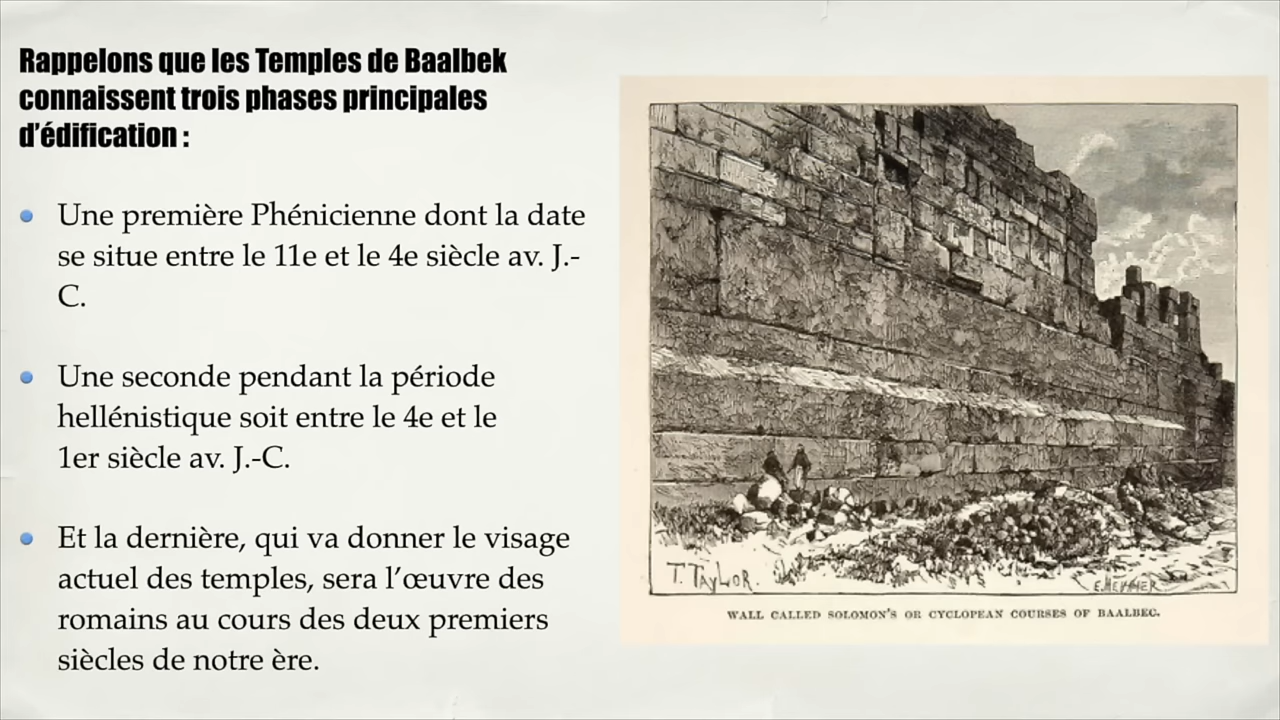 Rappelons que les Temples de Baalbek
connaissent trois phases principales
d’édification :
Une première Phénicienne dont la date
se situe entre le 11e et le 4e siècle av. J.-
C.
Une seconde pendant la période
hellénistique soit entre le 4e et le
1er siècle av. J.-C.
Et la dernière, qui va donner le visage
actuel des temples, sera l’œuvre des
romains au cours des deux premiers
siècles de notre ère.
T. TAYLOR.
WALL CALLED SOLOMON'S OR CYCLOPEAN COURSES OF BAALBEC.